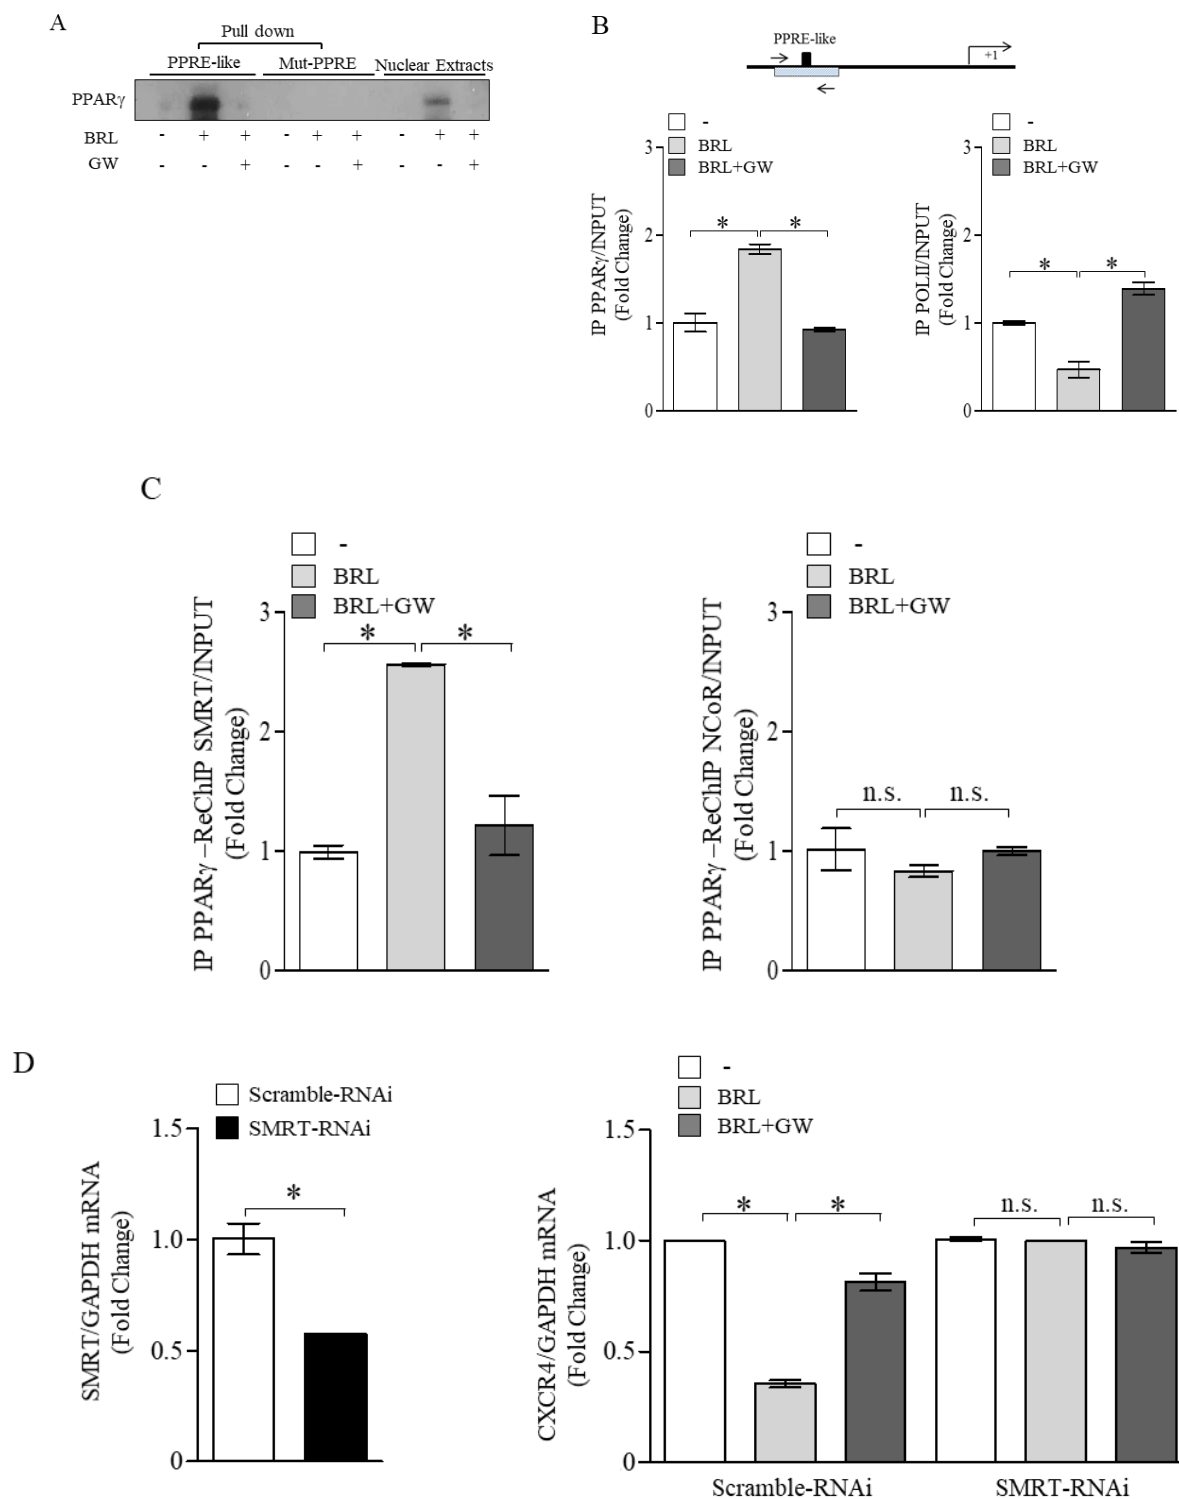 A
Pull down
PPRE-like Mut-PPRE Nuclear Extracts
PPARγ
BRL - + + - + + - + +
GW - - + - - + - - +
B
PPRE-like
+1
-
BRL
BRL+GW
IP PPARγ/INPUT
(Fold Change)
3
2
1
0
* *
-
BRL
BRL+GW
IP POLII/INPUT
(Fold Change)
3
2
1
0
* *
C
-
BRL
BRL+GW
IP PPARγ –ReChIP SMRT/INPUT
(Fold Change)
3
2
1
0
* *
-
BRL
BRL+GW
IP PPARγ –ReChIP NCoR/INPUT
(Fold Change)
3
2
1
0
n.s. n.s.
D
Scramble-RNAi
SMRT-RNAi
SMRT/GAPDH mRNA
(Fold Change)
1.5
1.0
0.5
0
*
-
BRL
BRL+GW
CXCR4/GAPDH mRNA
(Fold Change)
1.5
1.0
0.5
0
* * n.s. n.s.
Scramble-RNAi SMRT-RNAi